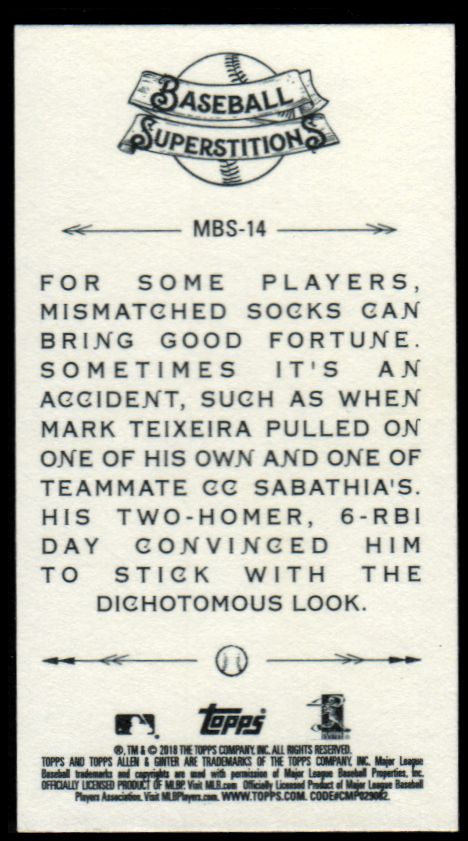 BASEBALL
SUPERSTITIONS
MBS-14
FOR SOME PLAYERS,
MISMATCHED SOCKS CAN
BRING GOOD FORTUNE.
SOMETIMES IT'S AN
ACCIDENT, SUCH AS WHEN
MARK TEIXEIRA PULLED ON
ONE OF HIS OWN AND ONE OF
TEAMMATE CC SABATHIA'S.
HIS TWO-HOMER, 6-RBI
DAY CONVINCED HIM
TO STICK WITH THE
DICHOTOMOUS LOOK.
topps
®, TM & © 2018 THE TOPPS COMPANY, INC. ALL RIGHTS RESERVED.
TOPPS AND TOPPS ALLEN & GINTER ARE TRADEMARKS OF THE TOPPS COMPANY, INC. Major League
Baseball trademarks and copyrights are used with permission of Major League Baseball Properties, Inc.
OFFICIALLY LICENSED PRODUCT OF MLBP. Visit MLB.com Officially Licensed Product of Major League Baseball
Players Association. Visit MLBPlayers.com. WWW.TOPPS.COM. CODE#CMP029082.